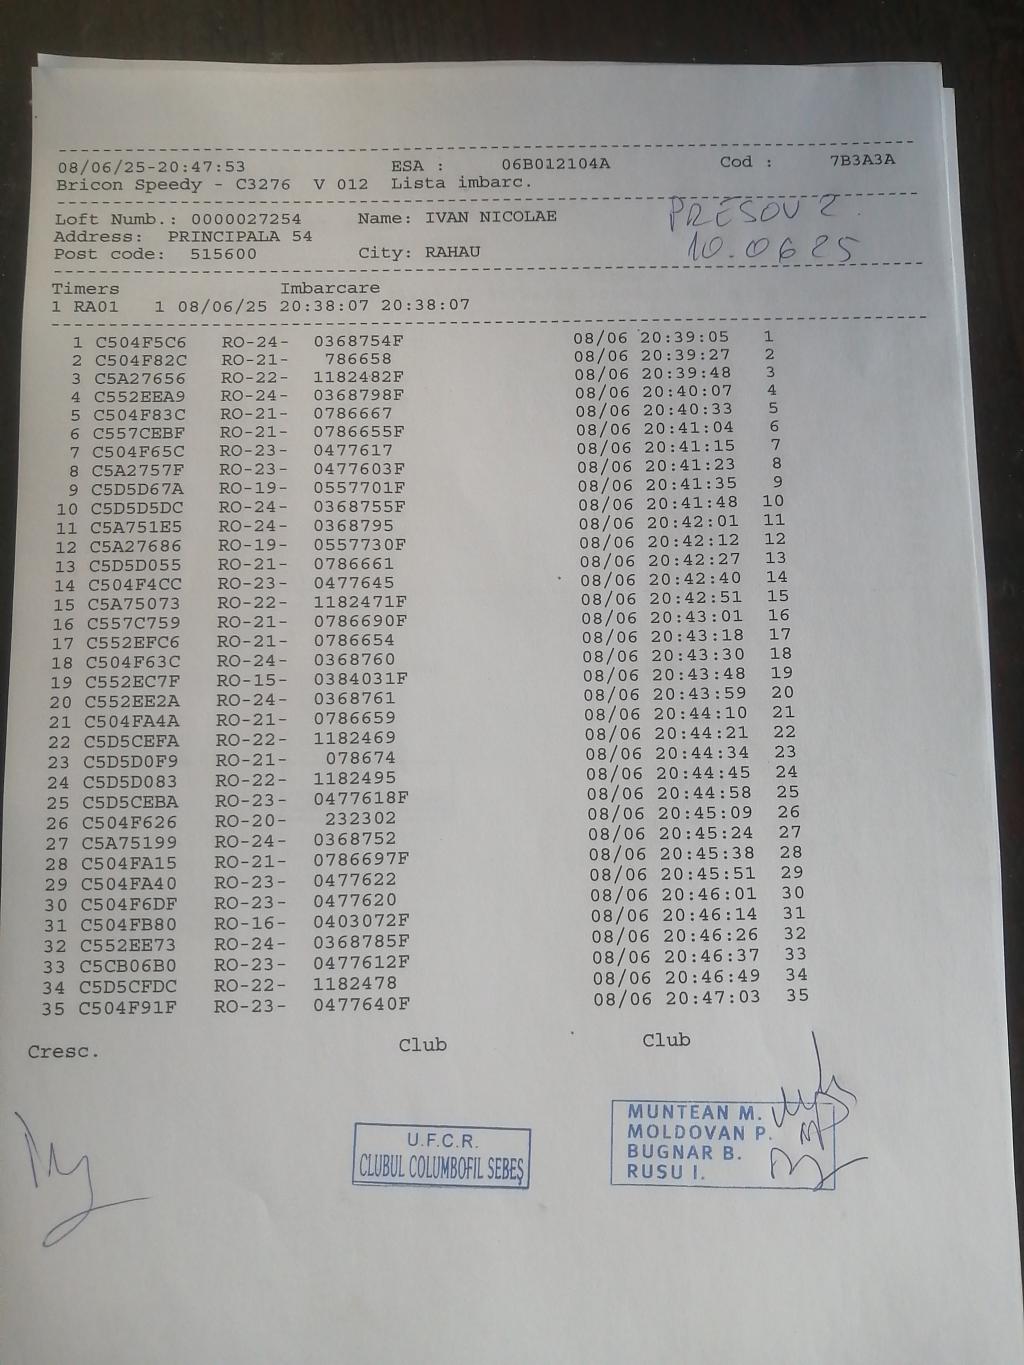 08/06/25-20:47:53 ESA : 06B012104A Cod : 7B3A3A
Bricon Speedy - C3276 V 012 Lista imbarc.
Loft Numb.: 0000027254 Name: IVAN NICOLAE
PRESOV 2
Address: PRINCIPALA 54
Post code: 515600 City: RAHAU
10.06 25
Timers Imbarcare
1 RA01 1 08/06/25 20:38:07 20:38:07
1 C504F5C6 RO-24- 0368754F 08/06 20:39:05 1
2 C504F82C RO-21- 786658 08/06 20:39:27 2
3 C5A27656 RO-22- 1182482F 08/06 20:39:48 3
4 C552EEA9 RO-24- 0368798F 08/06 20:40:07 4
5 C504F83C RO-21- 0786667 08/06 20:40:33 5
6 C557CEBF RO-21- 0786655F 08/06 20:41:04 6
7 C504F65C RO-23- 0477617 08/06 20:41:15 7
8 C5A2757F RO-23- 0477603F 08/06 20:41:23 8
9 C5D5D67A RO-19- 0557701F 08/06 20:41:35 9
10 C5D5D5DC RO-24- 0368755F 08/06 20:41:48 10
11 C5A751E5 RO-24- 0368795 08/06 20:42:01 11
12 C5A27686 RO-19- 0557730F 08/06 20:42:12 12
13 C5D5D055 RO-21- 0786661 08/06 20:42:27 13
14 C504F4CC RO-23- 0477645 08/06 20:42:40 14
15 C5A75073 RO-22- 1182471F 08/06 20:42:51 15
16 C557C759 RO-21- 0786690F 08/06 20:43:01 16
17 C552EFC6 RO-21- 0786654 08/06 20:43:18 17
18 C504F63C RO-24- 0368760 08/06 20:43:30 18
19 C552EC7F RO-15- 0384031F 08/06 20:43:48 19
20 C552EE2A RO-24- 0368761 08/06 20:43:59 20
21 C504FA4A RO-21- 0786659 08/06 20:44:10 21
22 C5D5CEFA RO-22- 1182469 08/06 20:44:21 22
23 C5D5D0F9 RO-21- 078674 08/06 20:44:34 23
24 C5D5D083 RO-22- 1182495 08/06 20:44:45 24
25 C5D5CEBA RO-23- 0477618F 08/06 20:44:58 25
26 C504F626 RO-20- 232302 08/06 20:45:09 26
27 C5A75199 RO-24- 0368752 08/06 20:45:24 27
28 C504FA15 RO-21- 0786697F 08/06 20:45:38 28
29 C504FA40 RO-23- 0477622 08/06 20:45:51 29
30 C504F6DF RO-23- 0477620 08/06 20:46:01 30
31 C504FB80 RO-16- 0403072F 08/06 20:46:14 31
32 C552EE73 RO-24- 0368785F 08/06 20:46:26 32
33 C5CB06B0 RO-23- 0477612F 08/06 20:46:37 33
34 C5D5CFDC RO-22- 1182478 08/06 20:46:49 34
35 C504F91F RO-23- 0477640F 08/06 20:47:03 35
Cresc. Club Club
U.F.C.R.
CLUBUL COLUMBOFIL SEBEŞ
MUNTEAN M.
MOLDOVAN P.
BUGNAR B.
RUSU I.